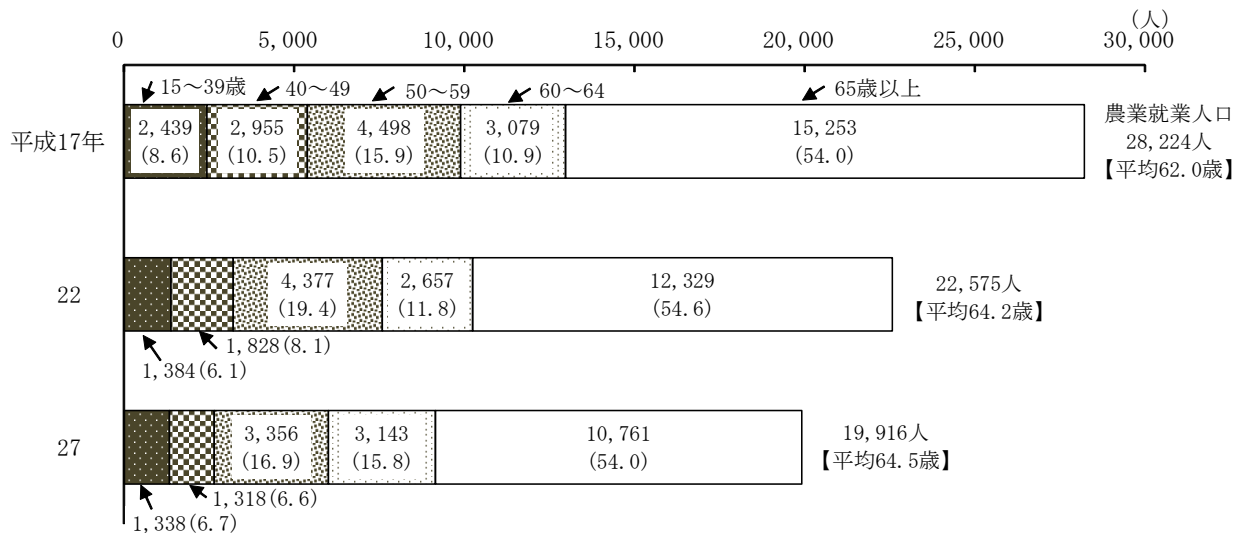 （人）
0 5,000 10,000 15,000 20,000 25,000 30,000
15～39歳 40～49 50～59 60～64 65歳以上
平成17年
2,439
(8.6)
2,955
(10.5)
4,498
(15.9)
3,079
(10.9)
15,253
(54.0)
農業就業人口
28,224人
【平均62.0歳】
22
4,377
(19.4)
2,657
(11.8)
12,329
(54.6)
22,575人
【平均64.2歳】
1,828(8.1)
1,384(6.1)
27
3,356
(16.9)
3,143
(15.8)
10,761
(54.0)
19,916人
【平均64.5歳】
1,318(6.6)
1,338(6.7)